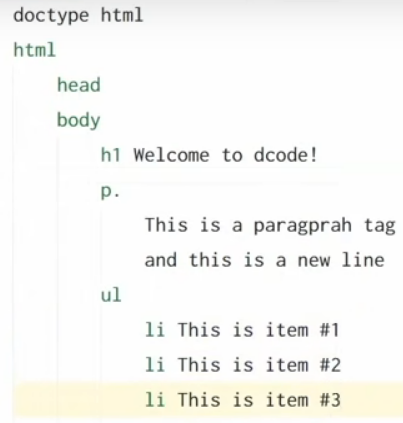 doctype html
html
    head
    body
        h1 Welcome to dcode!
        p.
            This is a paragprah tag
            and this is a new line
        ul
            li This is item #1
            li This is item #2
            li This is item #3